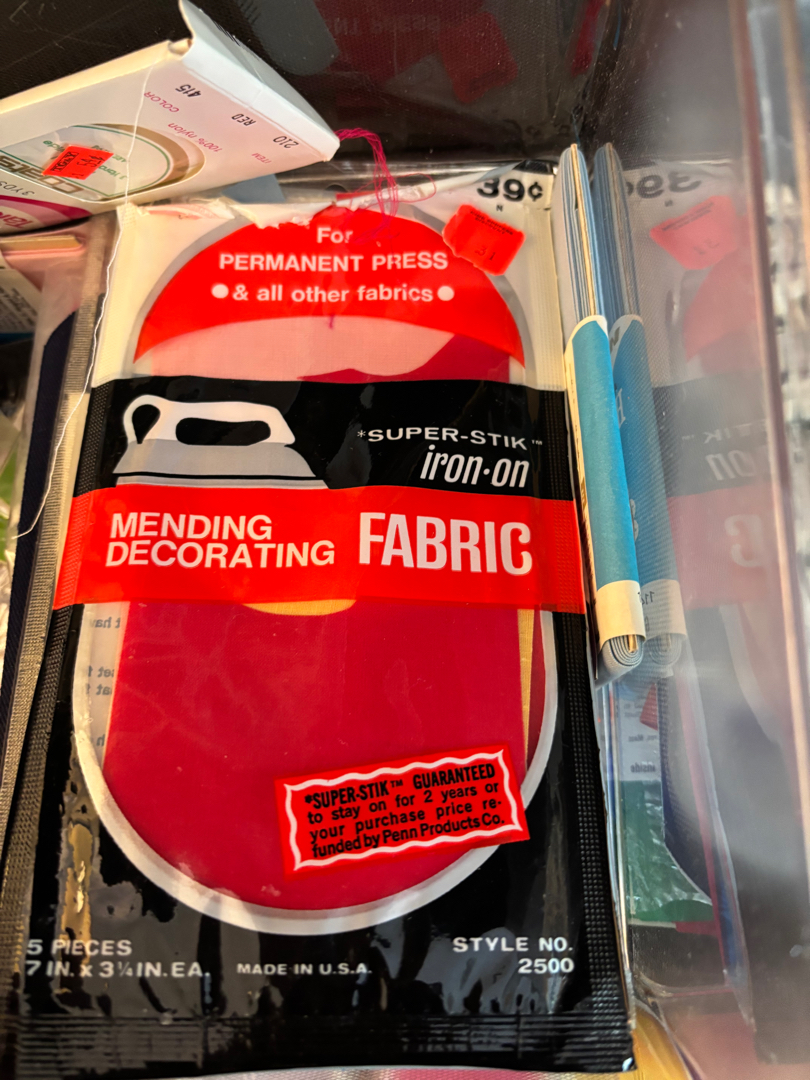 415
COLOR
RED
210
ITEM
100% nylon
39¢
For
PERMANENT PRESS
& all other fabrics
*SUPER-STIK™
iron·on
MENDING
DECORATING
FABRIC
*SUPER-STIK™ GUARANTEED
to stay on for 2 years or
your purchase price re-
funded by Penn Products Co.
5 PIECES
7 IN. x 3¼ IN. EA.
MADE IN U.S.A.
STYLE NO.
2500